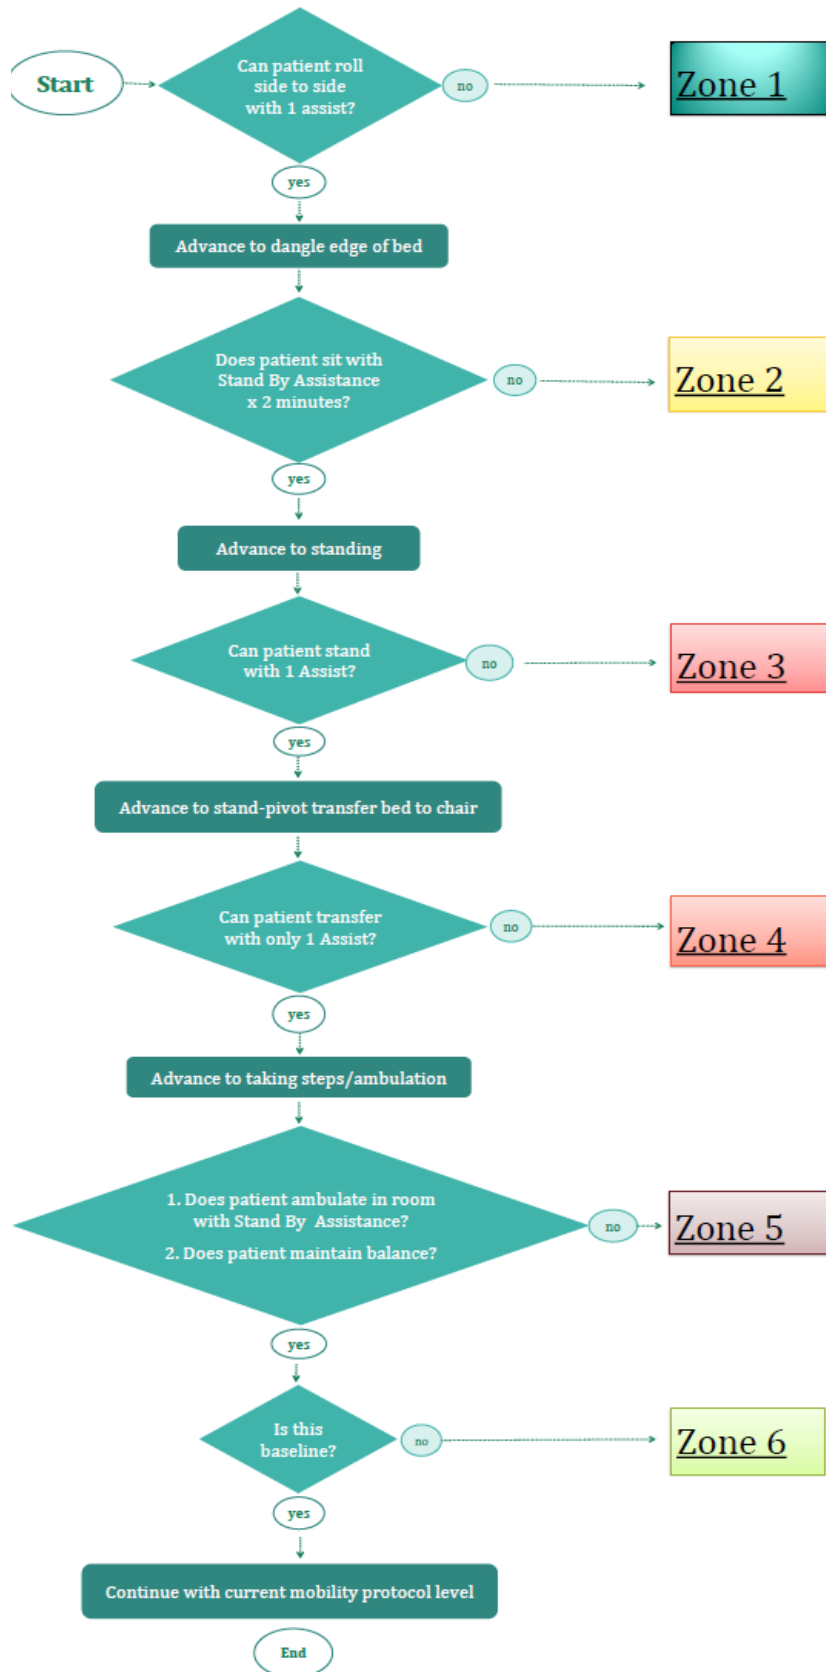 Start
Can patient roll
side to side
with 1 assist?
no
Zone 1
yes
Advance to dangle edge of bed
Does patient sit with
Stand By Assistance
x 2 minutes?
no
Zone 2
yes
Advance to standing
Can patient stand
with 1 Assist?
no
Zone 3
yes
Advance to stand-pivot transfer bed to chair
Can patient transfer
with only 1 Assist?
no
Zone 4
yes
Advance to taking steps/ambulation
1. Does patient ambulate in room
with Stand By Assistance?
2. Does patient maintain balance?
no
Zone 5
yes
Is this
baseline?
no
Zone 6
yes
Continue with current mobility protocol level
End